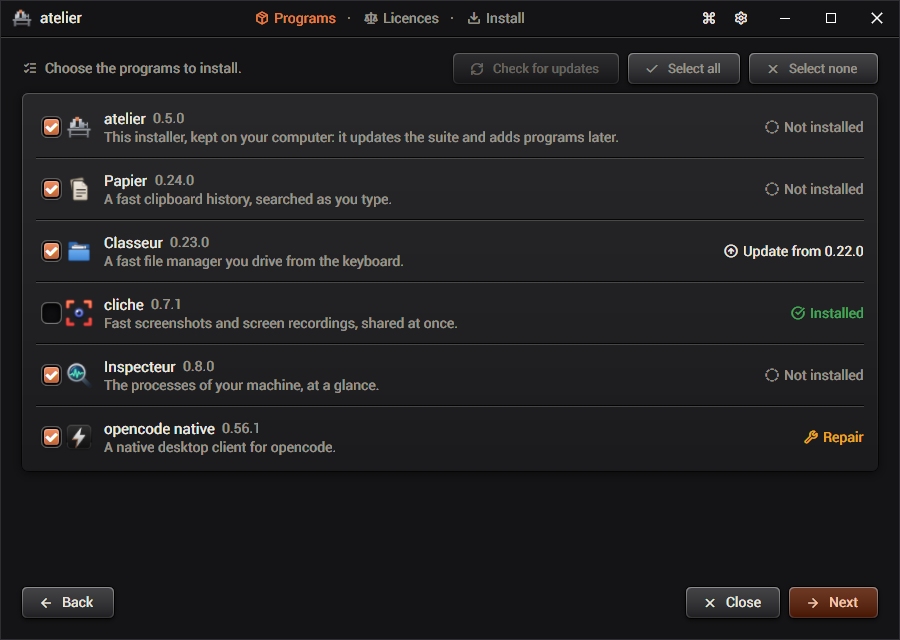 atelier
Programs · Licences · Install
Choose the programs to install.
Check for updates
Select all
Select none
atelier 0.5.0
This installer, kept on your computer: it updates the suite and adds programs later.
Not installed
Papier 0.24.0
A fast clipboard history, searched as you type.
Not installed
Classeur 0.23.0
A fast file manager you drive from the keyboard.
Update from 0.22.0
cliche 0.7.1
Fast screenshots and screen recordings, shared at once.
Installed
Inspecteur 0.8.0
The processes of your machine, at a glance.
Not installed
opencode native 0.56.1
A native desktop client for opencode.
Repair
Back
Close
Next